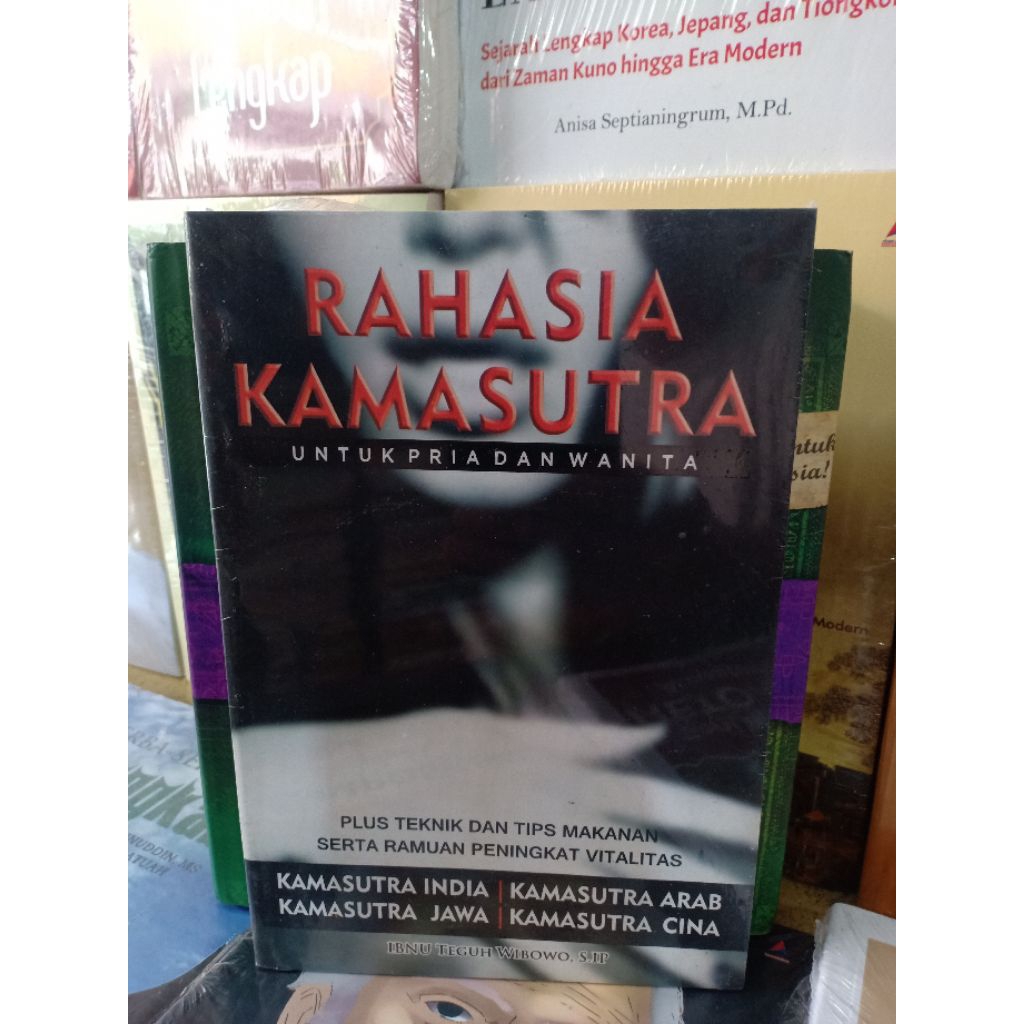 Lengkap
Sejarah Lengkap Korea, Jepang, dan Tiongkok
dari Zaman Kuno hingga Era Modern
Anisa Septianingrum, M.Pd.
RAHASIA
KAMASUTRA
UNTUK PRIA DAN WANITA
ntuk
sia!
Modern
PLUS TEKNIK DAN TIPS MAKANAN
SERTA RAMUAN PENINGKAT VITALITAS
KAMASUTRA INDIA | KAMASUTRA ARAB
KAMASUTRA JAWA | KAMASUTRA CINA
IBNU TEGUH WIBOWO, S.IP